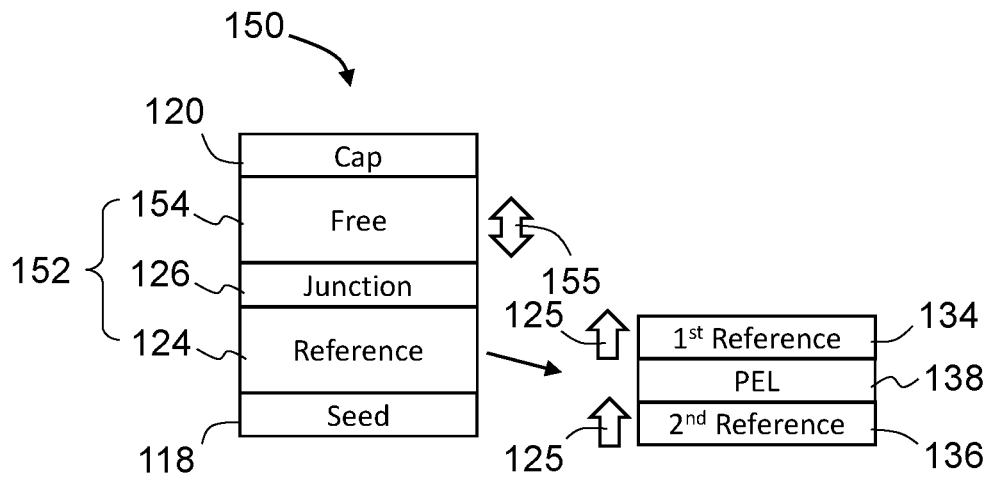 150
120
Cap
154
Free
152
155
126
Junction
125
1st Reference
134
124
Reference
PEL
138
Seed
2nd Reference
118
125
136